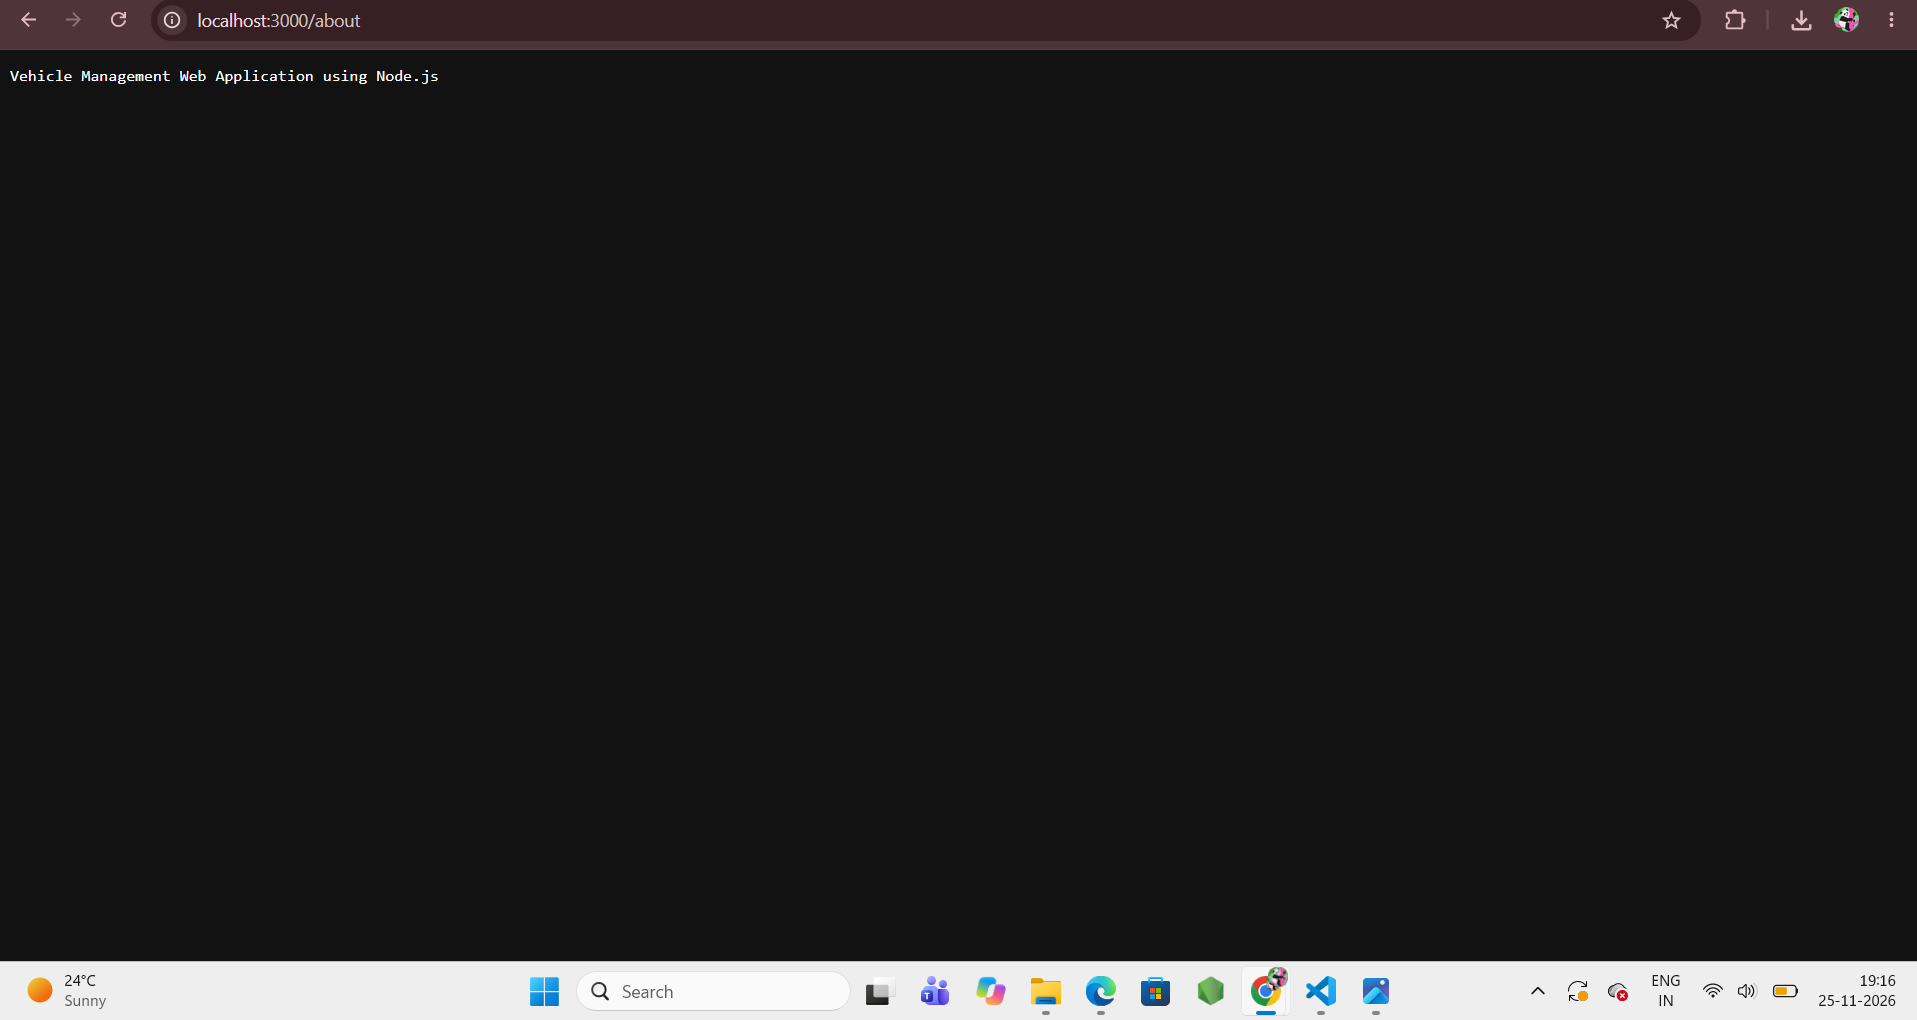 localhost:3000/about
Vehicle Management Web Application using Node.js
24°C
Sunny
Search
ENG
IN
19:16
25-11-2026